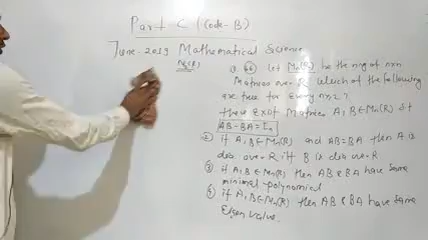 Part C (Code-B)
June-2019 Mathematical Science
Let Mn(R) be the ring of nxn
Matrices over R. Which of the following
are true for Every n≥2?
there Exist Matrices A, B ∈ Mn(R) s.t
AB-BA = In
② if A, B ∈ Mn(R) and AB=BA then A is
dia. over R iff B is dia over R
③ if A, B ∈ Mn(R) then AB & BA have same
minimal polynomial
④ if A, B ∈ Mn(R) then AB & BA have same
Eigen value.